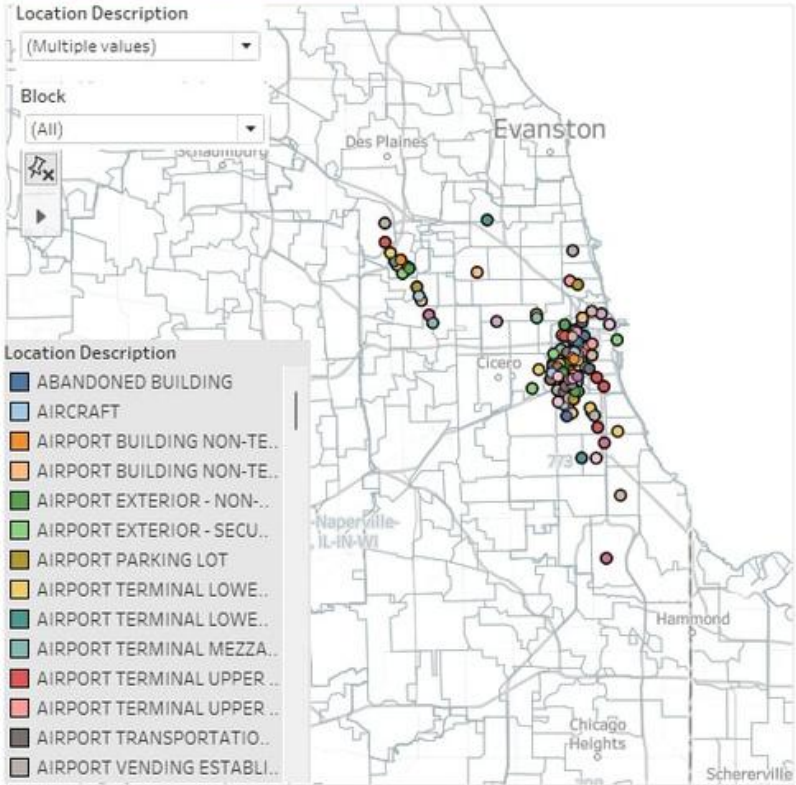 Location Description
(Multiple values)
Block
(All)
Schaumburg
Des Plaines
Evanston
Cicero
773
Naperville-
IL-IN-WI
Hammond
Chicago
Heights
Schererville
Location Description
ABANDONED BUILDING
AIRCRAFT
AIRPORT BUILDING NON-TE..
AIRPORT BUILDING NON-TE..
AIRPORT EXTERIOR - NON-..
AIRPORT EXTERIOR - SECU..
AIRPORT PARKING LOT
AIRPORT TERMINAL LOWE..
AIRPORT TERMINAL LOWE..
AIRPORT TERMINAL MEZZA..
AIRPORT TERMINAL UPPER ..
AIRPORT TERMINAL UPPER ..
AIRPORT TRANSPORTATIO..
AIRPORT VENDING ESTABLI..